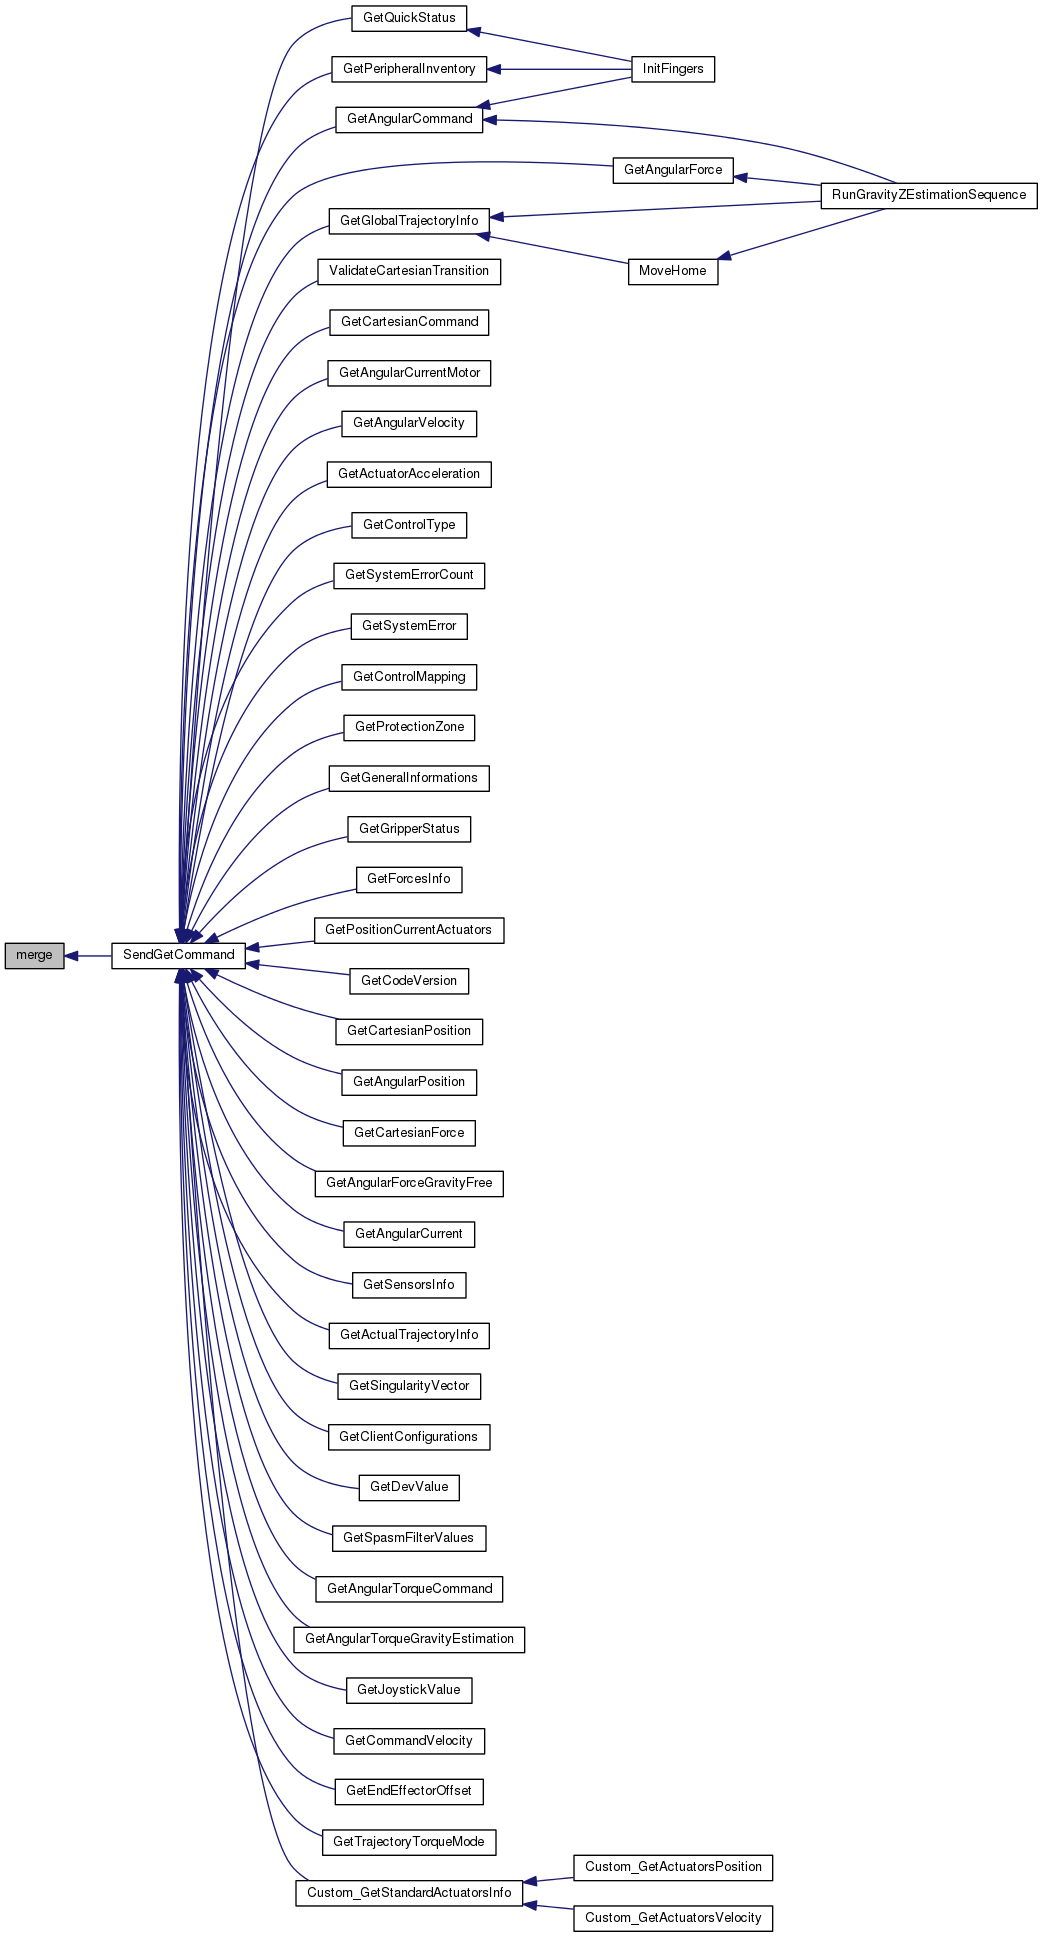 GetQuickStatus
GetPeripheralInventory
InitFingers
GetAngularCommand
GetAngularForce
RunGravityZEstimationSequence
GetGlobalTrajectoryInfo
ValidateCartesianTransition
MoveHome
GetCartesianCommand
GetAngularCurrentMotor
GetAngularVelocity
GetActuatorAcceleration
GetControlType
GetSystemErrorCount
GetSystemError
GetControlMapping
GetProtectionZone
GetGeneralInformations
GetGripperStatus
GetForcesInfo
GetPositionCurrentActuators
merge
SendGetCommand
GetCodeVersion
GetCartesianPosition
GetAngularPosition
GetCartesianForce
GetAngularForceGravityFree
GetAngularCurrent
GetSensorsInfo
GetActualTrajectoryInfo
GetSingularityVector
GetClientConfigurations
GetDevValue
GetSpasmFilterValues
GetAngularTorqueCommand
GetAngularTorqueGravityEstimation
GetJoystickValue
GetCommandVelocity
GetEndEffectorOffset
GetTrajectoryTorqueMode
Custom_GetActuatorsPosition
Custom_GetStandardActuatorsInfo
Custom_GetActuatorsVelocity